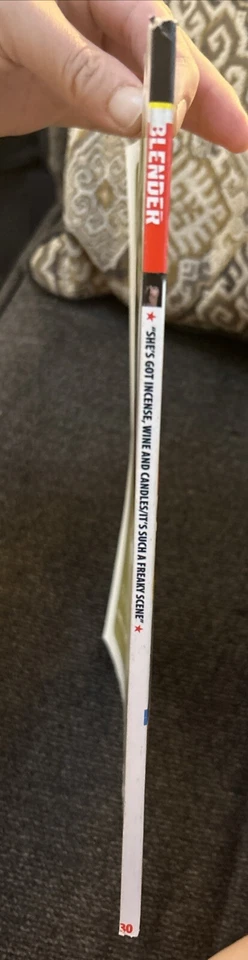 BLENDER
★ "SHE'S GOT INCENSE, WINE AND CANDLES/IT'S SUCH A FREAKY SCENE" ★
30